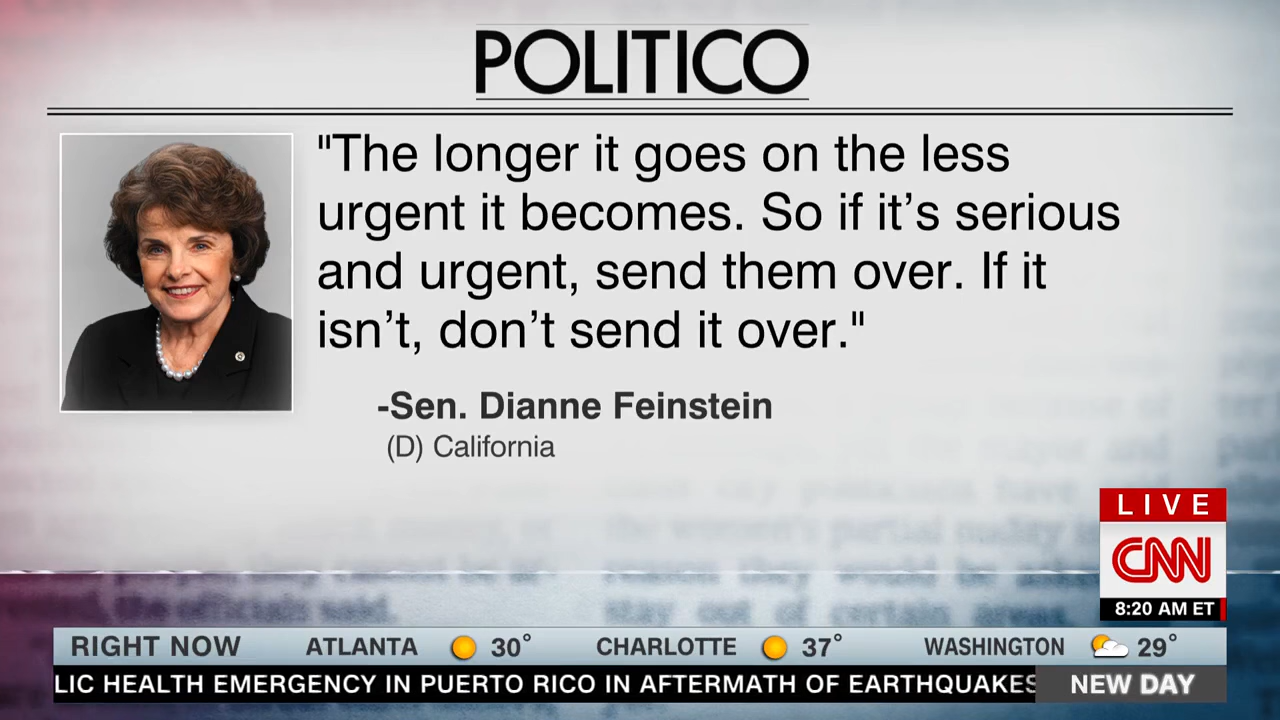 POLITICO
"The longer it goes on the less
urgent it becomes. So if it’s serious
and urgent, send them over. If it
isn’t, don’t send it over."
-Sen. Dianne Feinstein
(D) California
LIVE
CNN
8:20 AM ET
RIGHT NOW ATLANTA 30° CHARLOTTE 37° WASHINGTON 29°
LIC HEALTH EMERGENCY IN PUERTO RICO IN AFTERMATH OF EARTHQUAKES NEW DAY